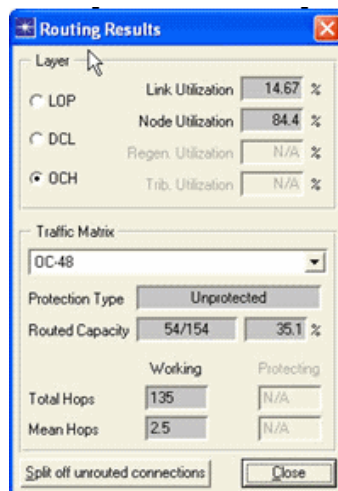 Routing Results
Layer
LOP
DCL
OCH
Link Utilization 14.67 %
Node Utilization 84.4 %
Regen. Utilization N/A %
Trib. Utilization N/A %
Traffic Matrix
OC-48
Protection Type Unprotected
Routed Capacity 54/154 35.1 %
Working Protecting
Total Hops 135 N/A
Mean Hops 2.5 N/A
Split off unrouted connections Close